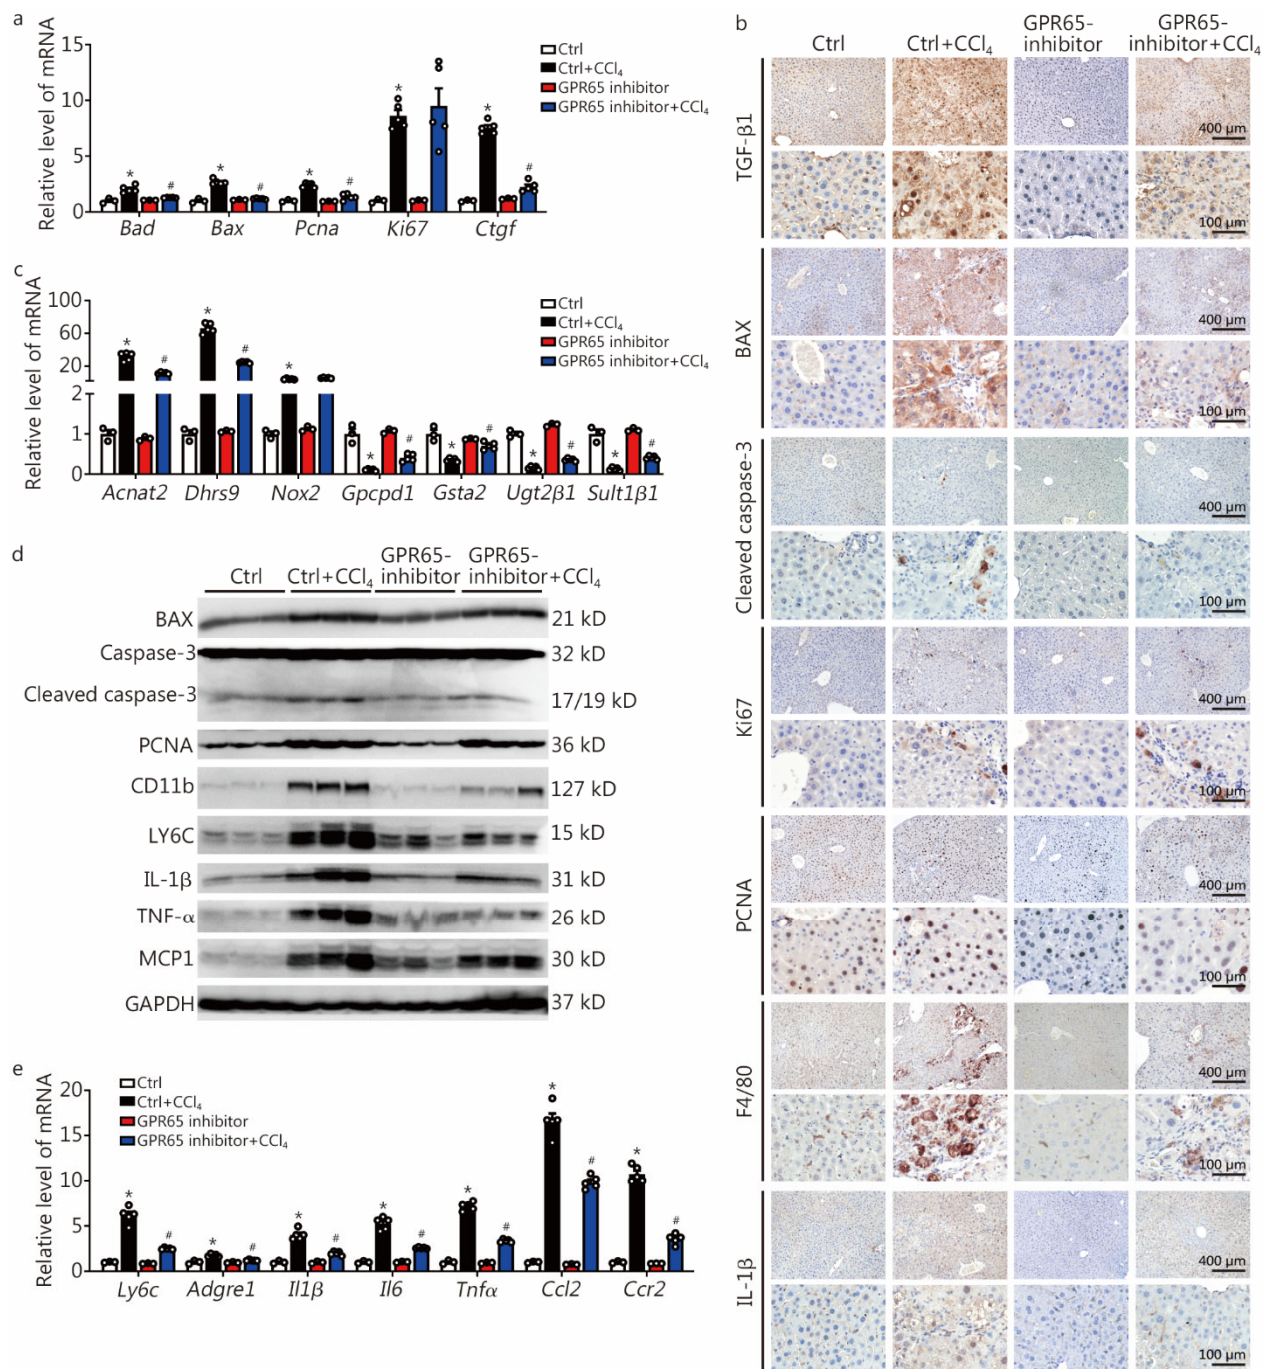 a
Relative level of mRNA
15
10
5
0
Ctrl
Ctrl+CCl4
GPR65 inhibitor
GPR65 inhibitor+CCl4
* # * # * # * * #
Bad Bax Pcna Ki67 Ctgf
c
Relative level of mRNA
100
60
20
2
1
0
Ctrl
Ctrl+CCl4
GPR65 inhibitor
GPR65 inhibitor+CCl4
* # * # * * # * # * # * #
Acnat2 Dhrs9 Nox2 Gpcpd1 Gsta2 Ugt2β1 Sult1β1
d
Ctrl Ctrl+CCl4 GPR65-inhibitor GPR65-inhibitor+CCl4
BAX 21 kD
Caspase-3 32 kD
Cleaved caspase-3 17/19 kD
PCNA 36 kD
CD11b 127 kD
LY6C 15 kD
IL-1β 31 kD
TNF-α 26 kD
MCP1 30 kD
GAPDH 37 kD
e
Relative level of mRNA
20
15
10
5
0
Ctrl
Ctrl+CCl4
GPR65 inhibitor
GPR65 inhibitor+CCl4
* # * # * # * # * # * # * #
Ly6c Adgre1 Il1β Il6 Tnfα Ccl2 Ccr2
b
Ctrl Ctrl+CCl4 GPR65-inhibitor GPR65-inhibitor+CCl4
TGF-β1
400 μm
100 μm
BAX
400 μm
100 μm
Cleaved caspase-3
400 μm
100 μm
Ki67
400 μm
100 μm
PCNA
400 μm
100 μm
F4/80
400 μm
100 μm
IL-1β
400 μm
100 μm